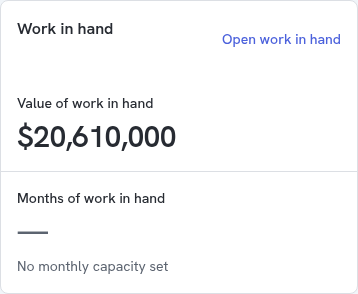 Work in hand
Open work in hand
Value of work in hand
$20,610,000
Months of work in hand
—
No monthly capacity set